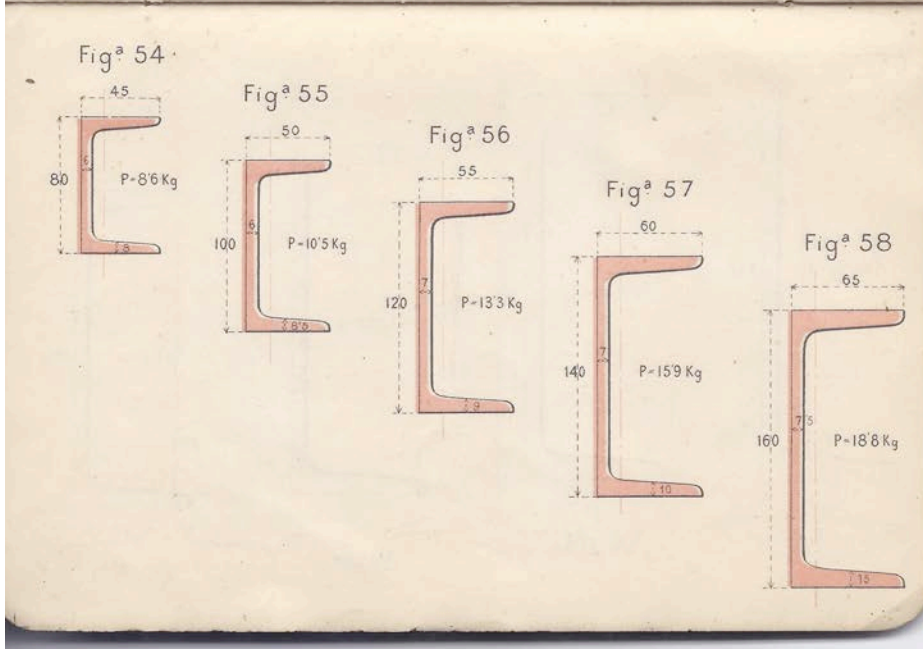 Figª 54
45
80
6
P=8'6 Kg
8
Figª 55
50
100
6
P=10'5 Kg
8'5
Figª 56
55
120
7
P=13'3 Kg
9
Figª 57
60
140
7
P=15'9 Kg
10
Figª 58
65
160
7'5
P=18'8 Kg
15